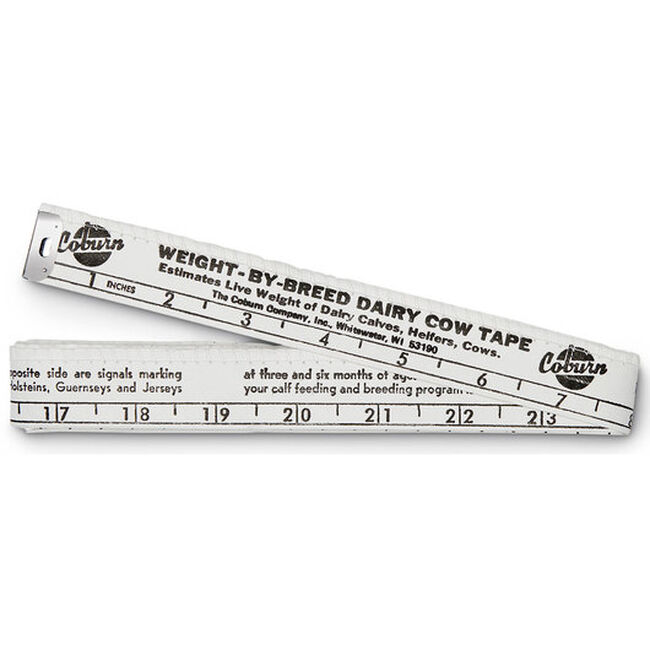 Coburn
WEIGHT-BY-BREED DAIRY COW TAPE
Estimates Live Weight of Dairy Calves, Heifers, Cows.
The Coburn Company, Inc., Whitewater, WI 53190
Coburn
1 INCHES 2 3 4 5 6 7
pposite side are signals marking
Holsteins, Guernseys and Jerseys
at three and six months of age
your calf feeding and breeding program
17 18 19 20 21 22 23